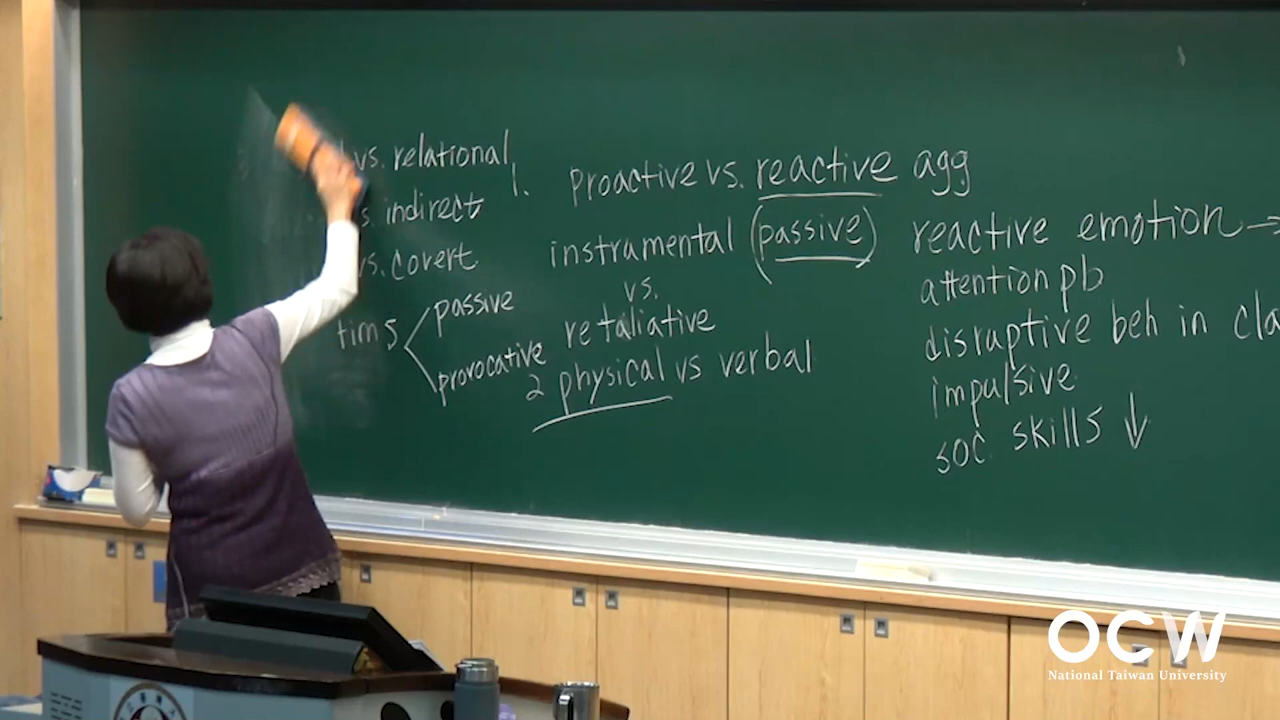 vs. relational
indirect
vs. covert
tims
passive
provocative
1. proactive vs. reactive agg
instramental (passive)
vs.
retaliative
2 physical vs verbal
reactive emotion →
attention pb
disruptive beh in cla
impulsive
soc skills ↓
OCW
National Taiwan University